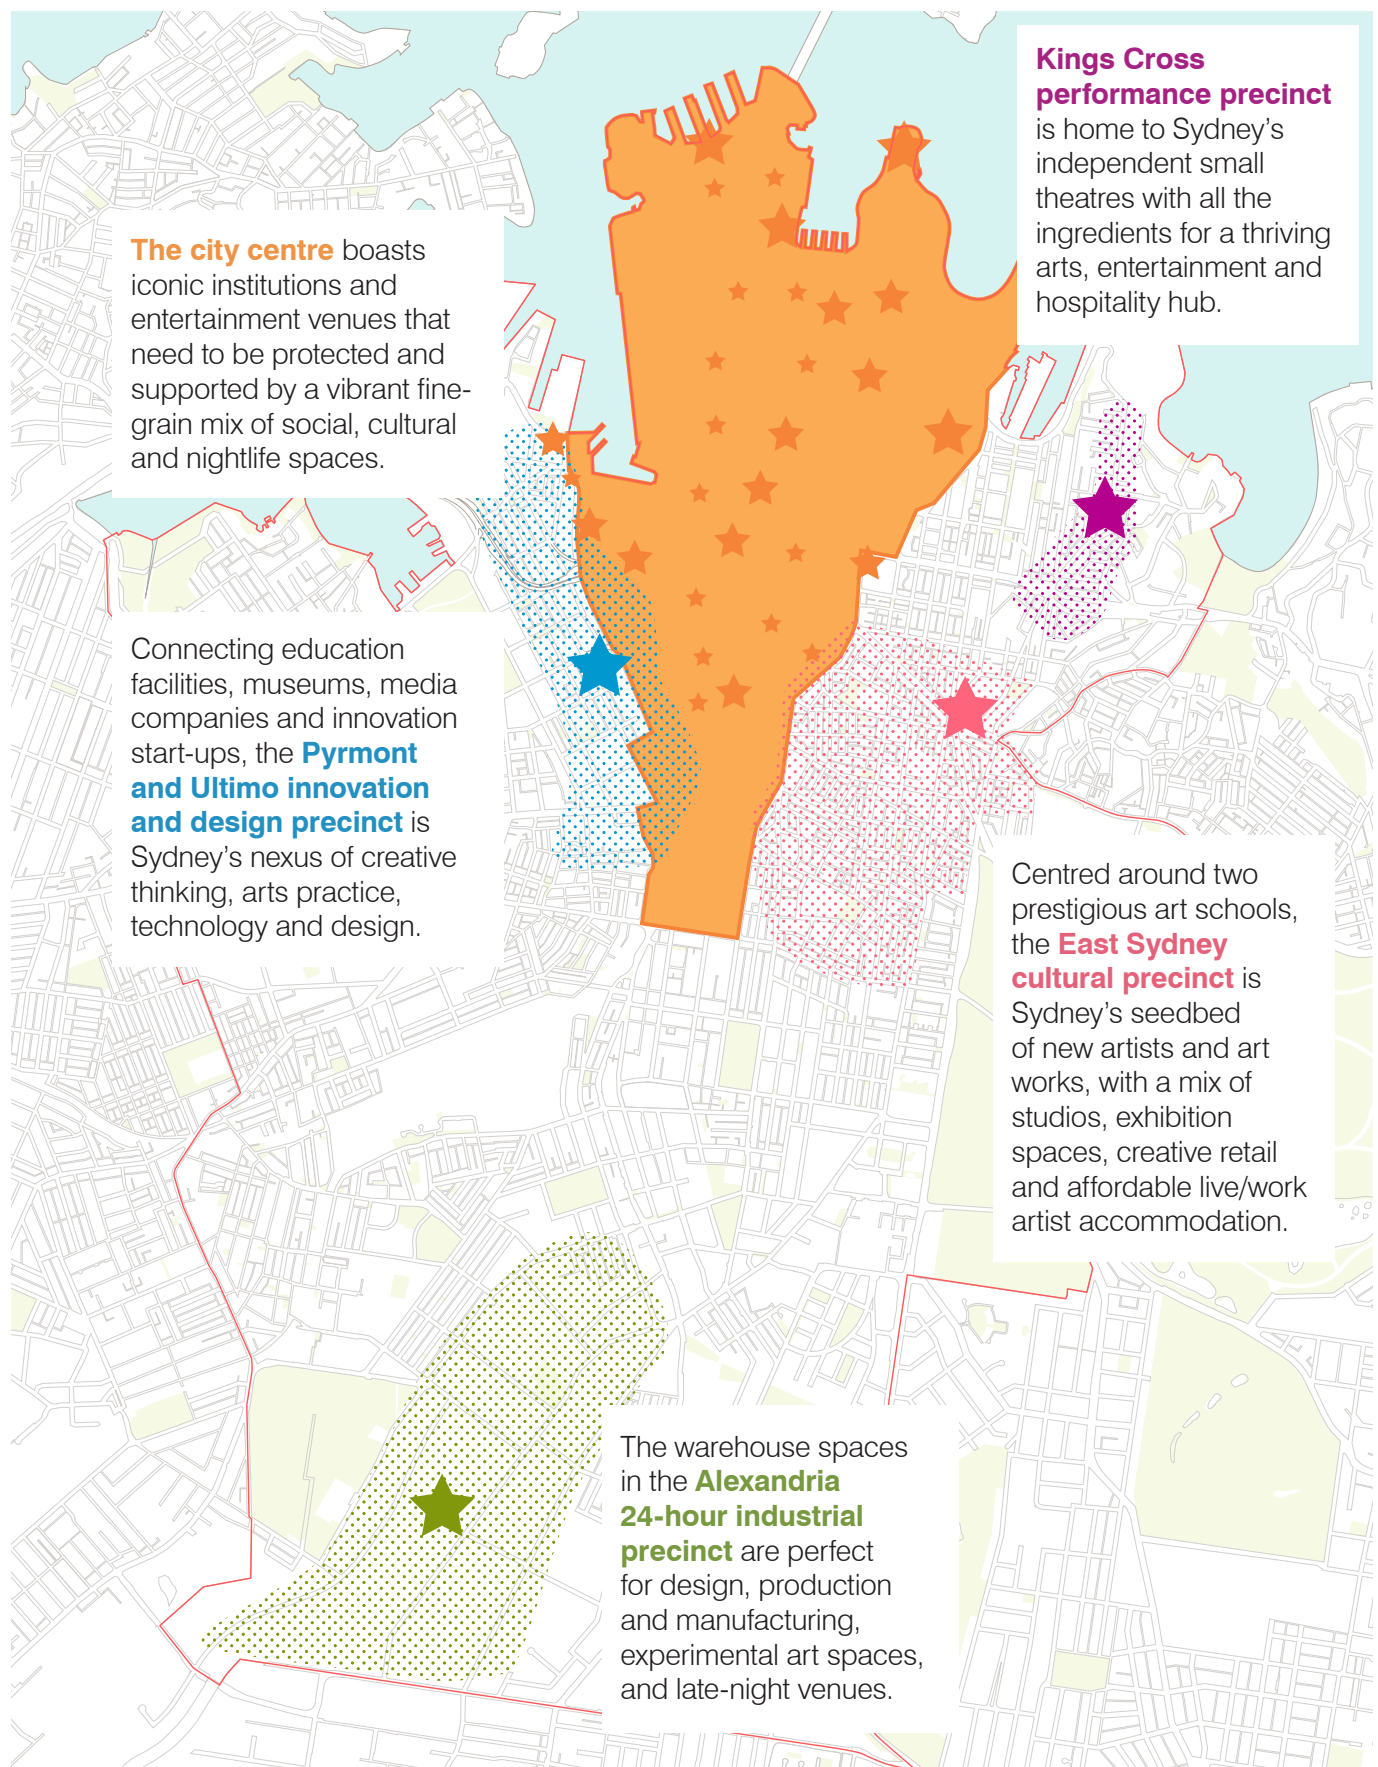 Kings Cross
performance precinct
is home to Sydney’s
independent small
theatres with all the
ingredients for a thriving
arts, entertainment and
hospitality hub.
The city centre boasts
iconic institutions and
entertainment venues that
need to be protected and
supported by a vibrant fine-
grain mix of social, cultural
and nightlife spaces.
Connecting education
facilities, museums, media
companies and innovation
start-ups, the Pyrmont
and Ultimo innovation
and design precinct is
Sydney’s nexus of creative
thinking, arts practice,
technology and design.
Centred around two
prestigious art schools,
the East Sydney
cultural precinct is
Sydney’s seedbed
of new artists and art
works, with a mix of
studios, exhibition
spaces, creative retail
and affordable live/work
artist accommodation.
The warehouse spaces
in the Alexandria
24-hour industrial
precinct are perfect
for design, production
and manufacturing,
experimental art spaces,
and late-night venues.